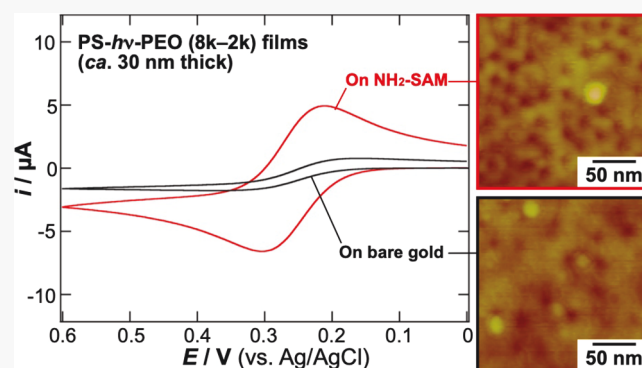 PS-hν-PEO (8k–2k) films
(ca. 30 nm thick)
On NH2-SAM
On bare gold
10
5
0
-5
-10
i / µA
0.6
0.5
0.4
0.3
0.2
0.1
0
E / V (vs. Ag/AgCl)
50 nm
50 nm